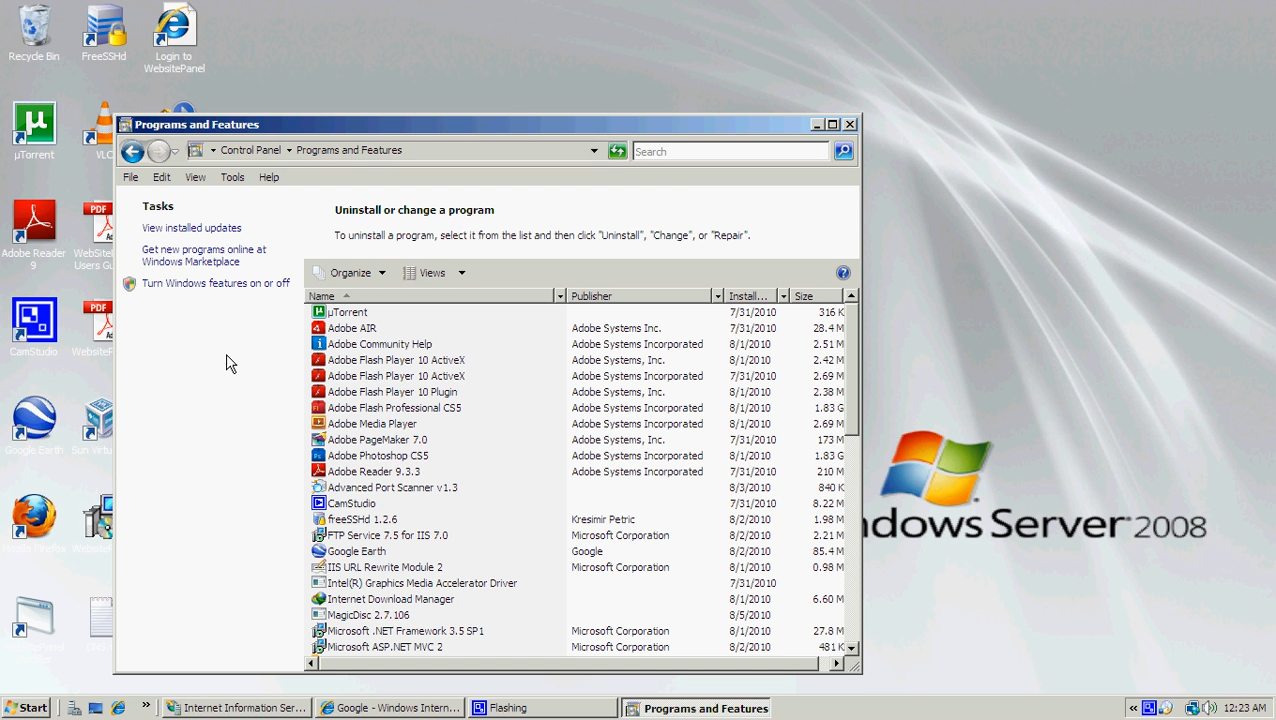 Recycle Bin
FreeSSHd
Login to
WebsitePanel
µTorrent
VLC
Adobe Reader
9
PDF
Users Gu
CamStudio
PDF
Google Earth
Sun Virtu
Programs and Features
Control Panel
Programs and Features
Search
File
Edit
View
Tools
Help
Tasks
View installed updates
Get new programs online at
Windows Marketplace
Turn Windows features on or off
Uninstall or change a program
To uninstall a program, select it from the list and then click "Uninstall", "Change", or "Repair".
Organize
Views
Name Publisher Install... Size
µTorrent 7/31/2010 316 K
Adobe AIR Adobe Systems Inc. 7/31/2010 28.4 M
Adobe Community Help Adobe Systems Incorporated 8/1/2010 2.51 M
Adobe Flash Player 10 ActiveX Adobe Systems, Inc. 8/1/2010 2.42 M
Adobe Flash Player 10 ActiveX Adobe Systems Incorporated 7/31/2010 2.69 M
Adobe Flash Player 10 Plugin Adobe Systems, Inc. 8/1/2010 2.38 M
Adobe Flash Professional CS5 Adobe Systems Incorporated 8/1/2010 1.83 G
Adobe Media Player Adobe Systems Incorporated 8/1/2010 2.69 M
Adobe PageMaker 7.0 Adobe Systems, Inc. 7/31/2010 173 M
Adobe Photoshop CS5 Adobe Systems Incorporated 8/1/2010 1.83 G
Adobe Reader 9.3.3 Adobe Systems Incorporated 7/31/2010 210 M
Advanced Port Scanner v1.3 8/3/2010 840 K
CamStudio 7/31/2010 8.22 M
freeSSHd 1.2.6 Kresimir Petric 8/2/2010 1.98 M
FTP Service 7.5 for IIS 7.0 Microsoft Corporation 8/2/2010 2.21 M
Google Earth Google 8/2/2010 85.4 M
IIS URL Rewrite Module 2 Microsoft Corporation 8/1/2010 0.98 M
Intel(R) Graphics Media Accelerator Driver 7/31/2010
Internet Download Manager 8/1/2010 6.60 M
MagicDisc 2.7.106 8/5/2010
Microsoft .NET Framework 3.5 SP1 Microsoft Corporation 8/1/2010 27.8 M
Microsoft ASP.NET MVC 2 Microsoft Corporation 8/1/2010 481 K
ndows Server 2008
Start
Internet Information Ser...
Google - Windows Intern...
Flashing
Programs and Features
12:23 AM